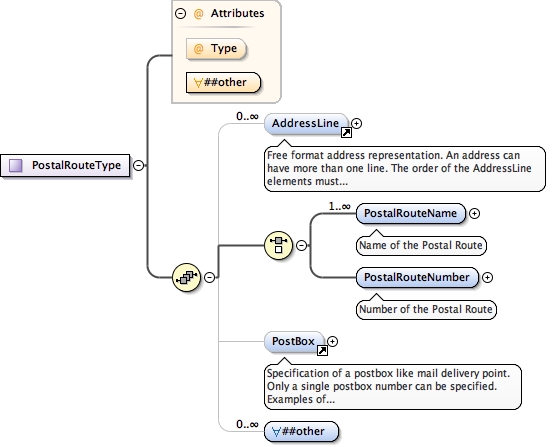 @ Attributes
@ Type
∀##other
0..∞
AddressLine
Free format address representation. An address can
have more than one line. The order of the AddressLine
elements must...
PostalRouteType
1..∞
PostalRouteName
Name of the Postal Route
PostalRouteNumber
Number of the Postal Route
PostBox
Specification of a postbox like mail delivery point.
Only a single postbox number can be specified.
Examples of...
0..∞
∀##other